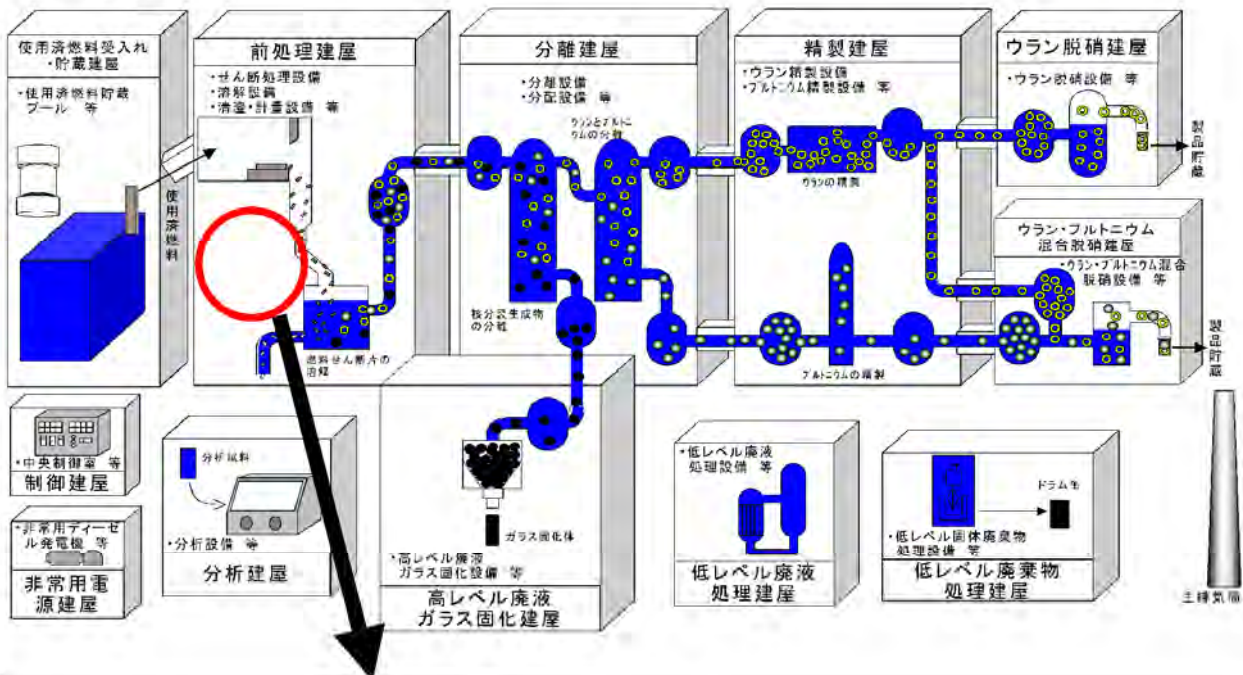 使用済燃料受入れ
・貯蔵建屋
・使用済燃料貯蔵
プール 等
使用済燃料
前処理建屋
・せん断処理設備
・溶解設備
・清澄・計量設備 等
燃料せん断片の
溶解
分離建屋
・分離設備
・分配設備 等
ウランとプルトニ
ウムの分離
核分裂生成物
の分離
精製建屋
・ウラン精製設備
・プルトニウム精製設備 等
ウランの精製
プルトニウムの精製
ウラン脱硝建屋
・ウラン脱硝設備 等
製品貯蔵
ウラン・プルトニウム
混合脱硝建屋
・ウラン・プルトニウム混合
脱硝設備 等
製品貯蔵
・中央制御室 等
制御建屋
・非常用ディーゼ
ル発電機 等
非常用電
源建屋
分析試料
・分析設備 等
分析建屋
ガラス固化体
・高レベル廃液
ガラス固化設備 等
高レベル廃液
ガラス固化建屋
・低レベル廃液
処理設備 等
低レベル廃液
処理建屋
ドラム缶
・低レベル固体廃棄物
処理設備 等
低レベル廃棄物
処理建屋
主排気筒